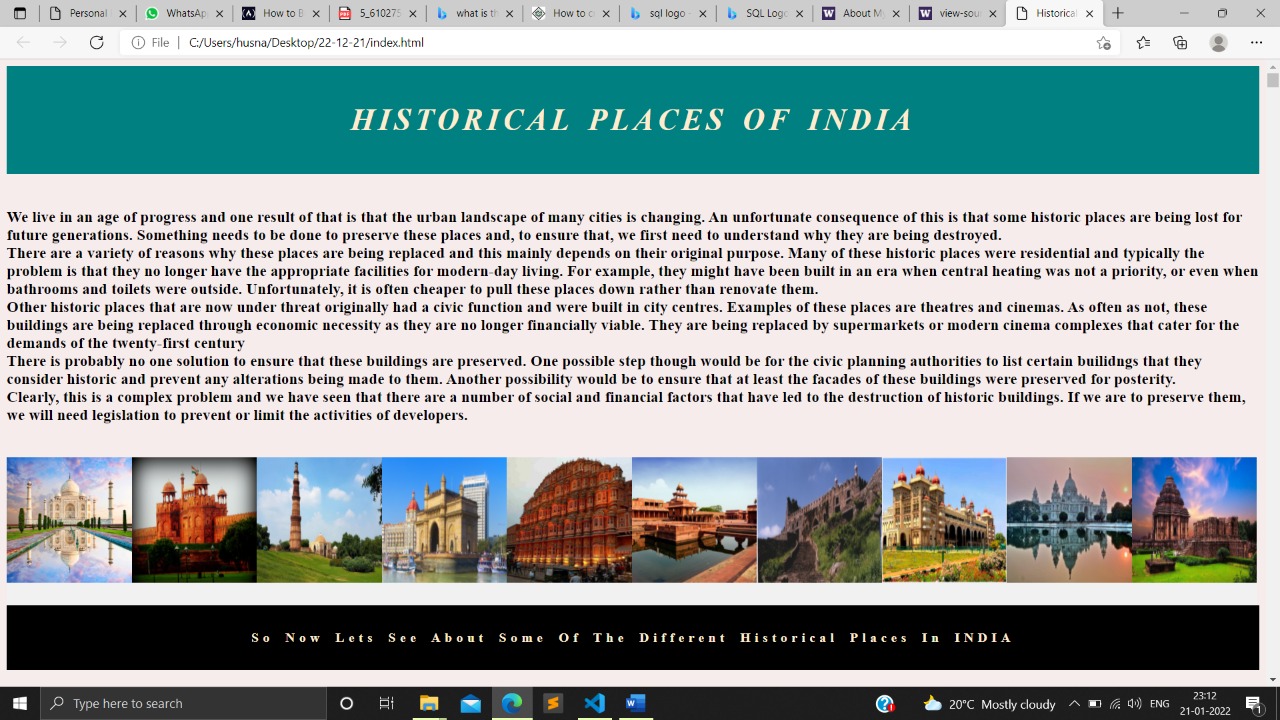 Personal
WhatsAp
How to B
5_610275
what is th
How to c
sql logo -
SQL Logo
About My
view-sou
Historical
File
C:/Users/husna/Desktop/22-12-21/index.html
HISTORICAL PLACES OF INDIA
We live in an age of progress and one result of that is that the urban landscape of many cities is changing. An unfortunate consequence of this is that some historic places are being lost for
future generations. Something needs to be done to preserve these places and, to ensure that, we first need to understand why they are being destroyed.
There are a variety of reasons why these places are being replaced and this mainly depends on their original purpose. Many of these historic places were residential and typically the
problem is that they no longer have the appropriate facilities for modern-day living. For example, they might have been built in an era when central heating was not a priority, or even when
bathrooms and toilets were outside. Unfortunately, it is often cheaper to pull these places down rather than renovate them.
Other historic places that are now under threat originally had a civic function and were built in city centres. Examples of these places are theatres and cinemas. As often as not, these
buildings are being replaced through economic necessity as they are no longer financially viable. They are being replaced by supermarkets or modern cinema complexes that cater for the
demands of the twenty-first century
There is probably no one solution to ensure that these buildings are preserved. One possible step though would be for the civic planning authorities to list certain builidngs that they
consider historic and prevent any alterations being made to them. Another possibility would be to ensure that at least the facades of these buildings were preserved for posterity.
Clearly, this is a complex problem and we have seen that there are a number of social and financial factors that have led to the destruction of historic buildings. If we are to preserve them,
we will need legislation to prevent or limit the activities of developers.
So Now Lets See About Some Of The Different Historical Places In INDIA
Type here to search
20°C Mostly cloudy
ENG
23:12
21-01-2022
1